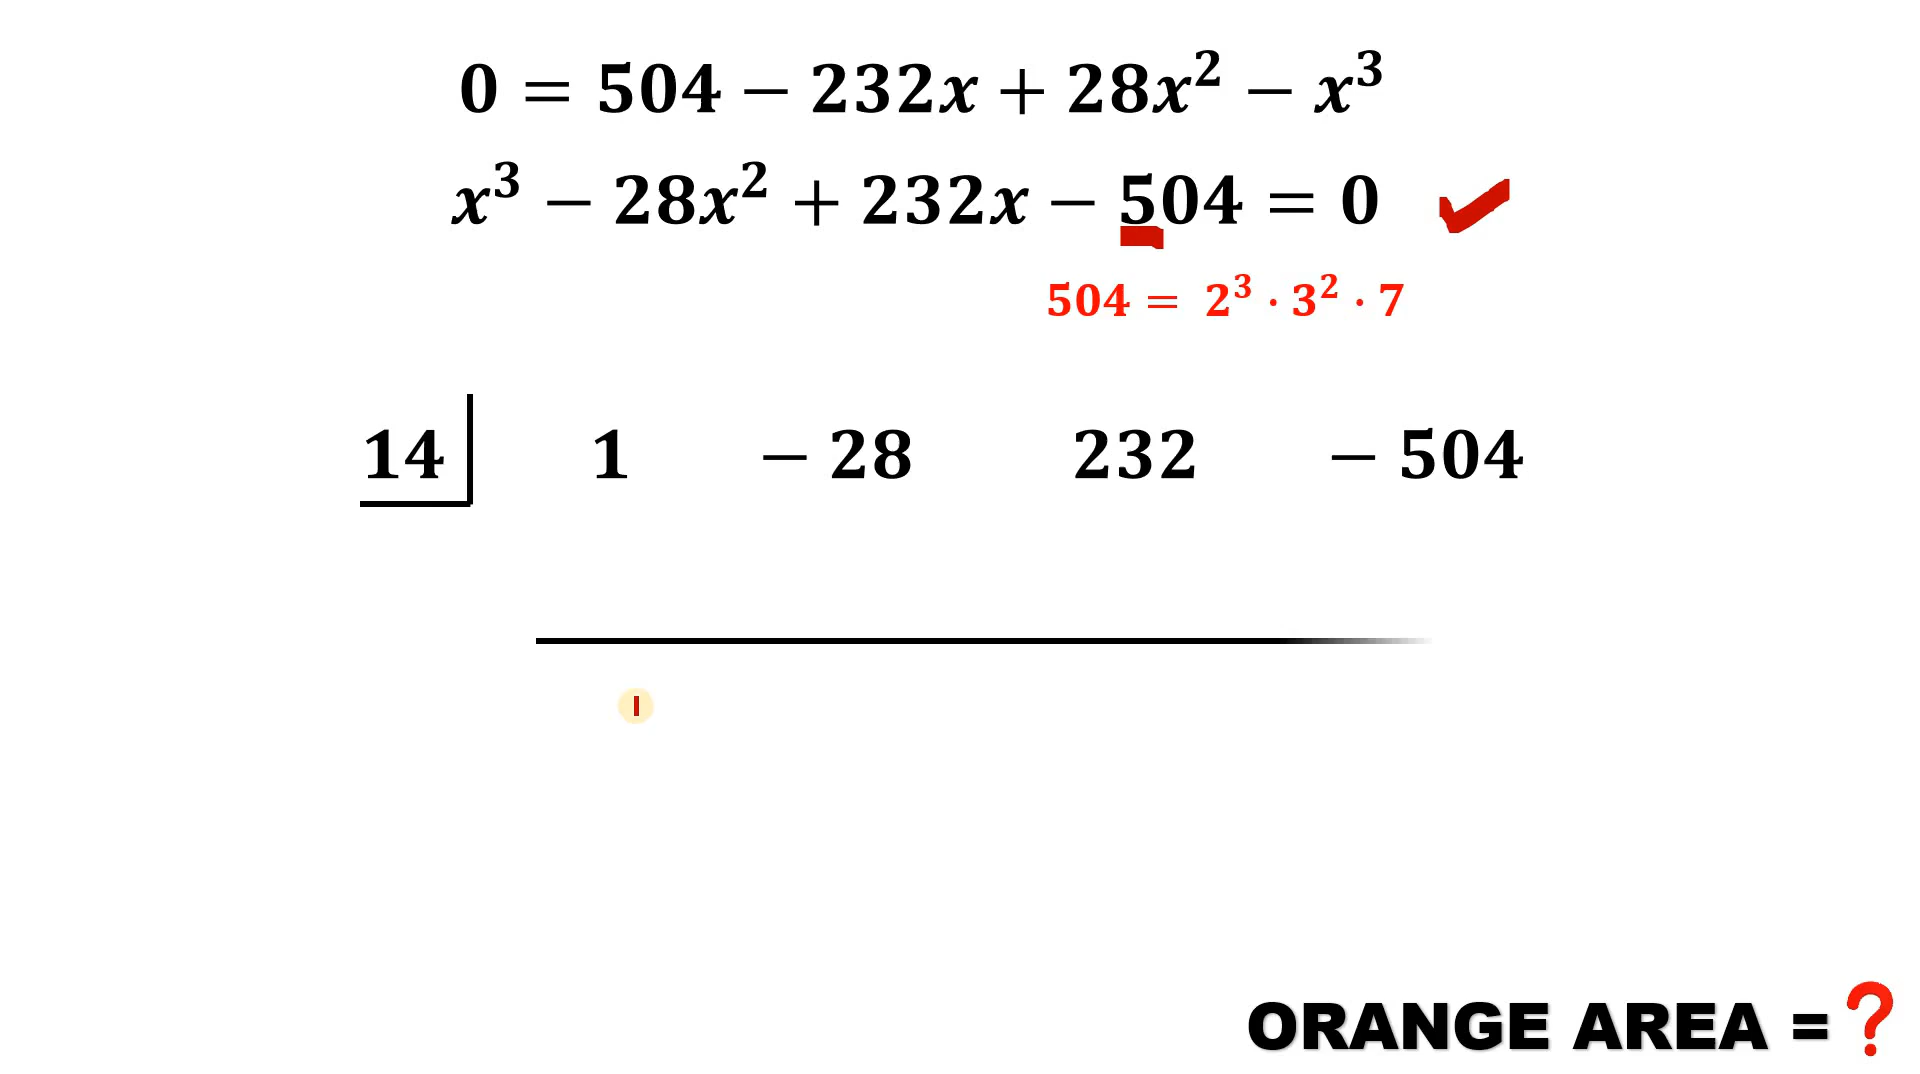 0 = 504 − 232x + 28x² − x³
x³ − 28x² + 232x − 504 = 0
504 = 2³ · 3² · 7
14 1 − 28 232 − 504
ORANGE AREA =❓